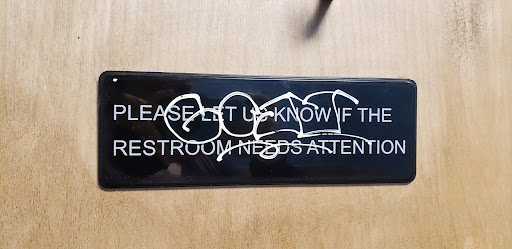 PLEASE LET US KNOW IF THE
RESTROOM NEEDS ATTENTION